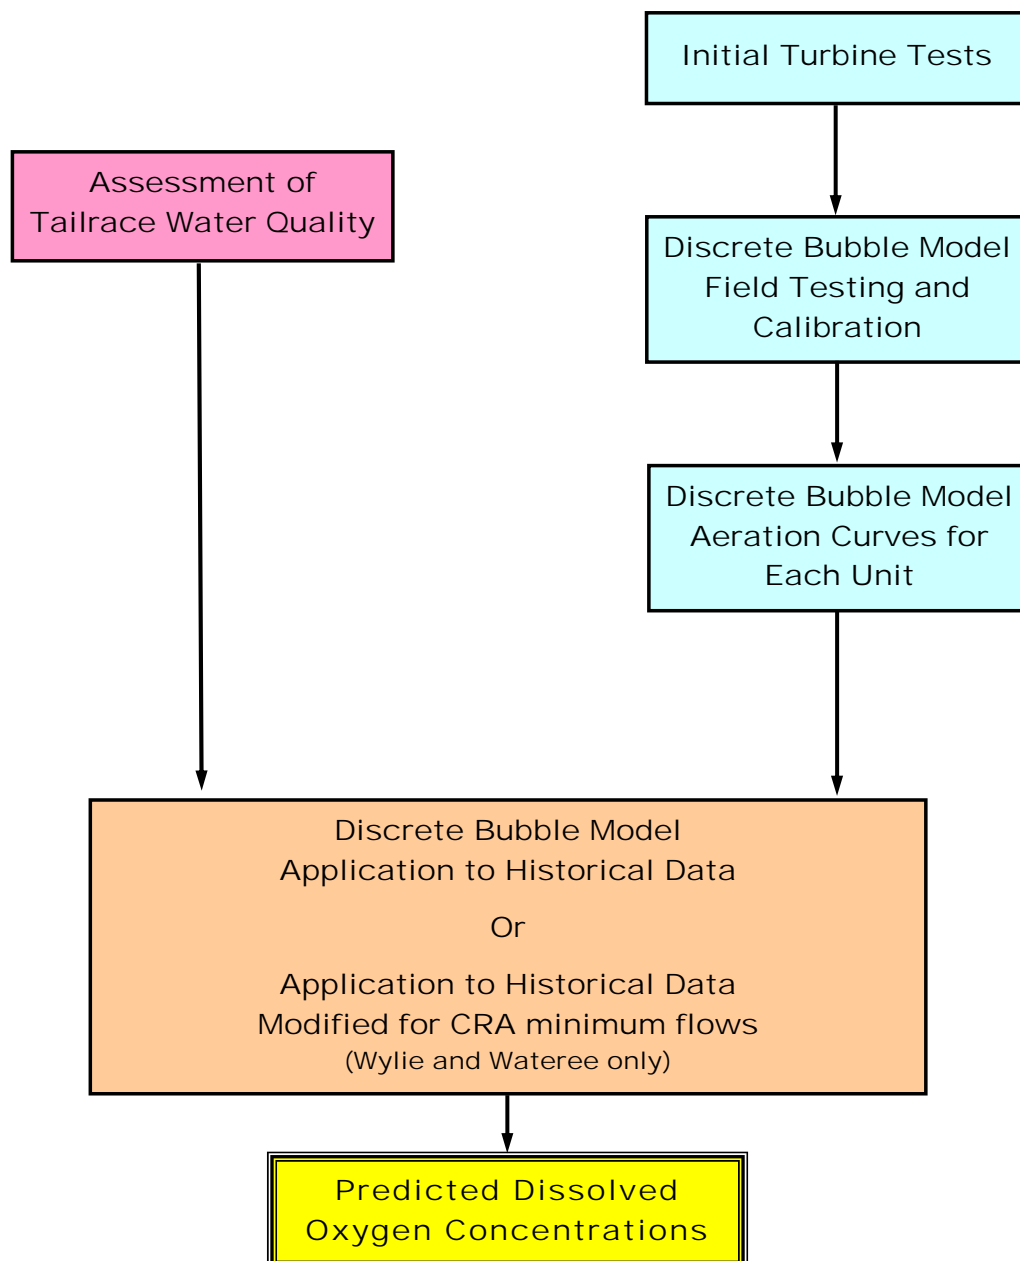 Initial Turbine Tests
Assessment of
Tailrace Water Quality
Discrete Bubble Model
Field Testing and
Calibration
Discrete Bubble Model
Aeration Curves for
Each Unit
Discrete Bubble Model
Application to Historical Data
Or
Application to Historical Data
Modified for CRA minimum flows
(Wylie and Wateree only)
Predicted Dissolved
Oxygen Concentrations